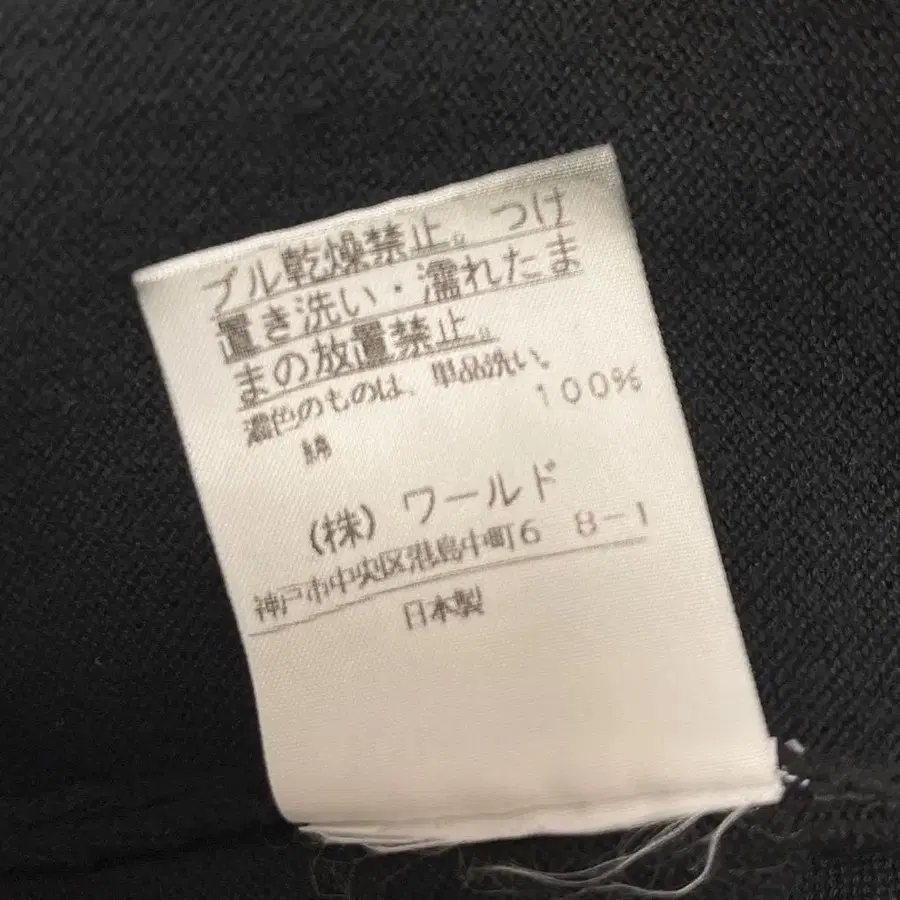 ブル乾燥禁止。つけ
置き洗い・濡れたま
まの放置禁止。
濃色のものは、単品洗い。
綿 100%
(株) ワールド
神戸市中央区港島中町6 8-1
日本製